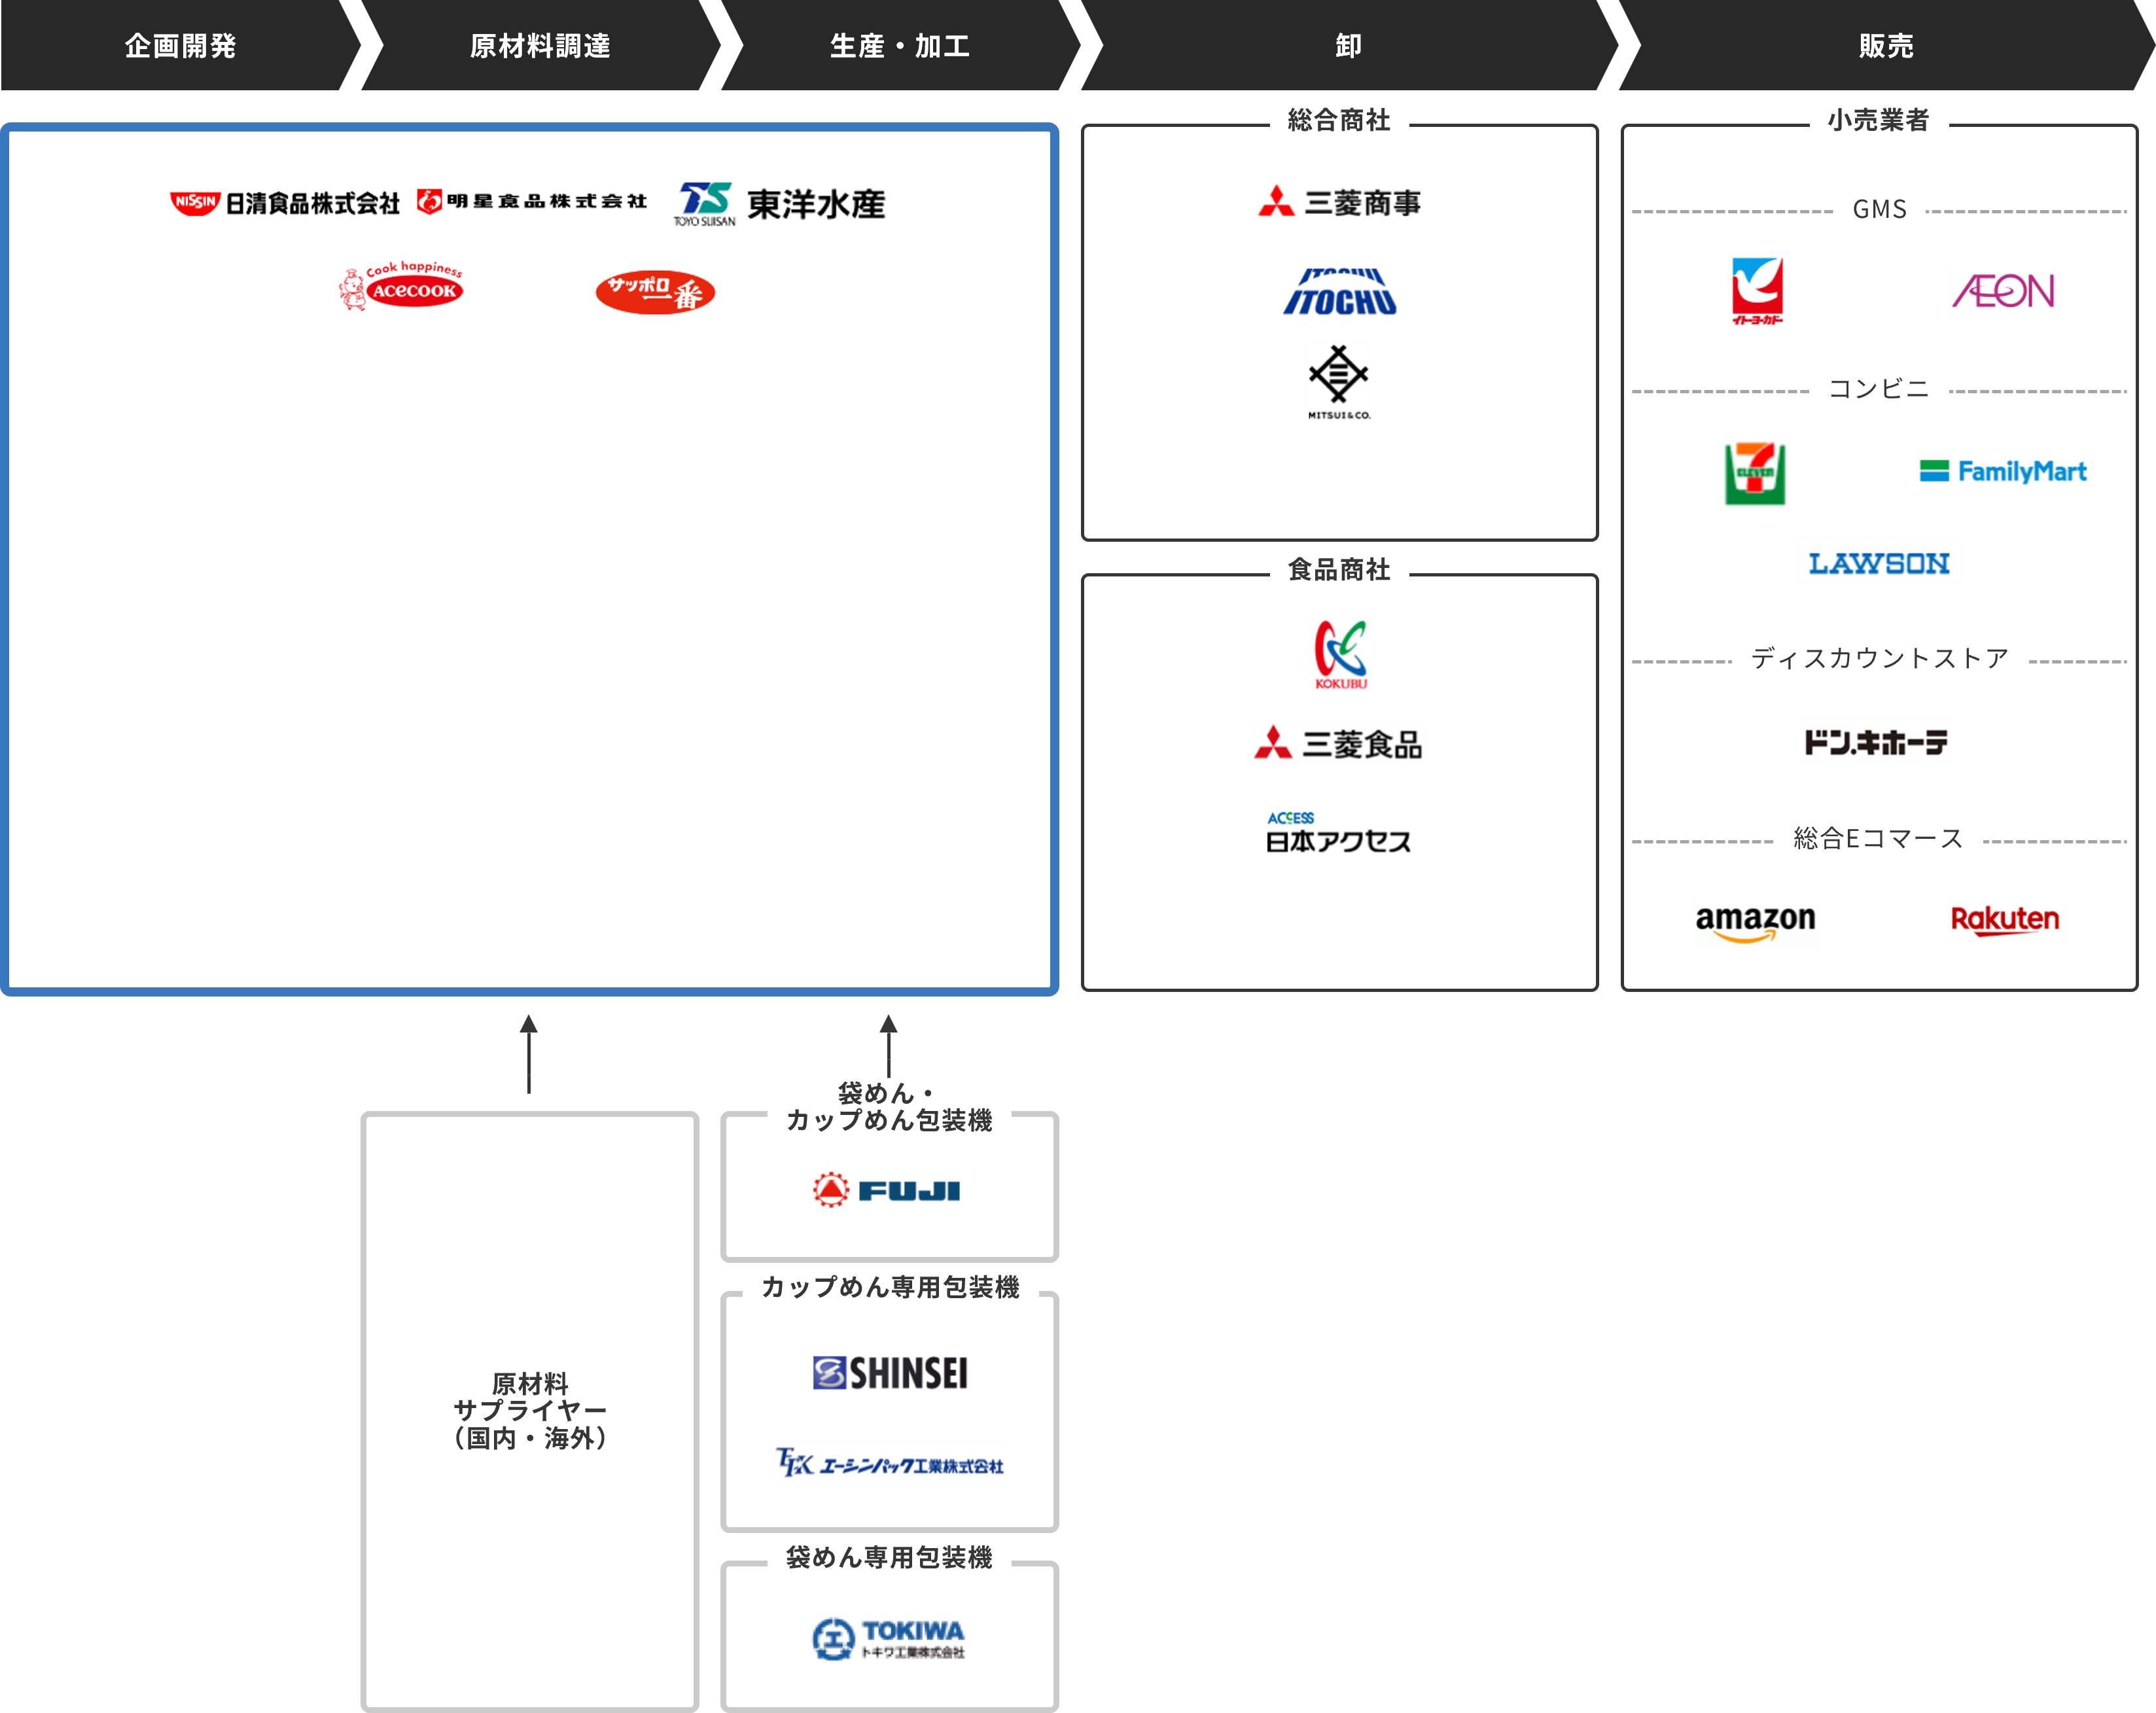 企画開発
原材料調達
生産・加工
卸
販売
NISSIN 日清食品株式会社
明星食品株式会社
TOYO SUISAN 東洋水産
Cook happiness
ACECOOK
サッポロ
一番
総合商社
三菱商事
ITOCHU
ITOCHU
MITSUI & CO.
食品商社
KOKUBU
三菱食品
ACCESS
日本アクセス
小売業者
GMS
イトーヨーカドー
ÆON
コンビニ
7
ELEVEN
FamilyMart
LAWSON
ディスカウントストア
ドン.キホーテ
総合Eコマース
amazon
Rakuten
原材料
サプライヤー
（国内・海外）
袋めん・
カップめん包装機
FUJI
カップめん専用包装機
SHINSEI
エーシンパック工業株式会社
袋めん専用包装機
TOKIWA
トキワ工業株式会社